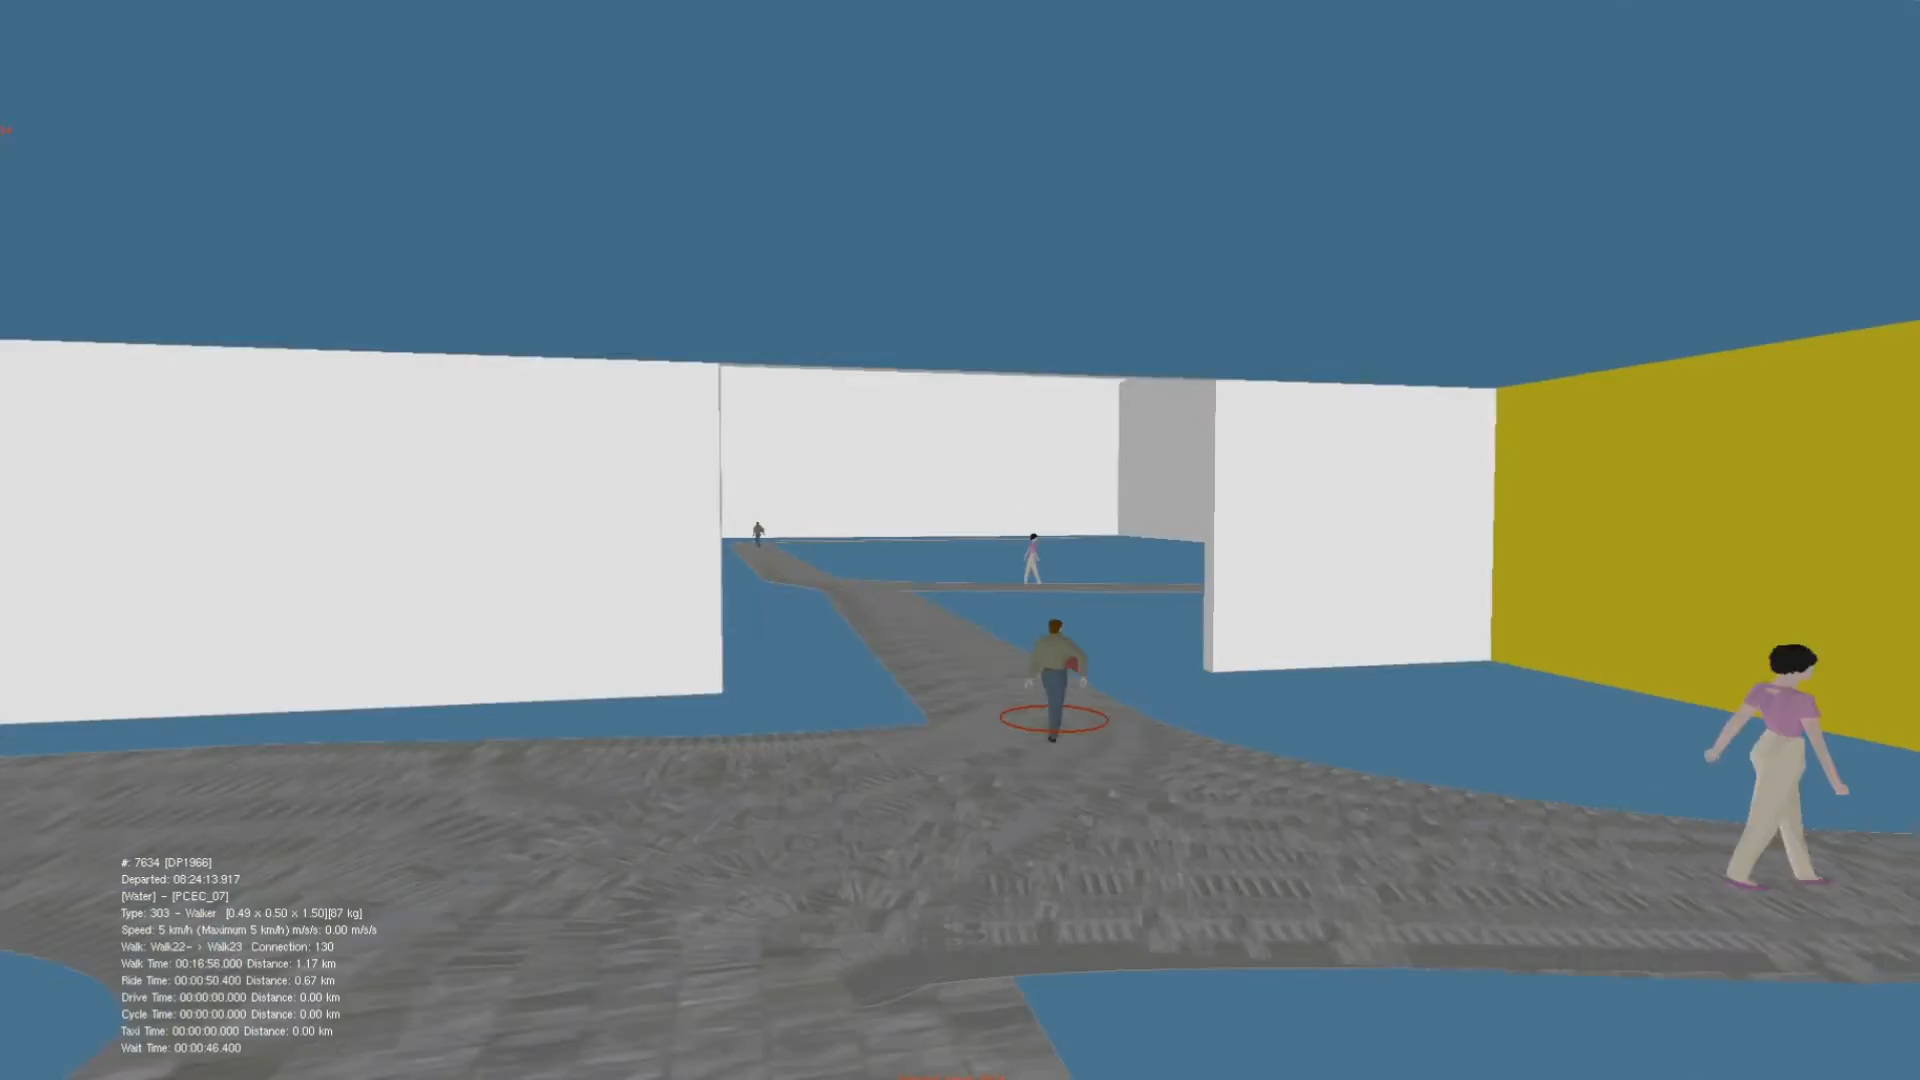 #: 7634 [DP1966]
Departed: 08:24:13.917
[Water] - [PCEC_07]
Type: 303 - Walker [0.49 x 0.50 x 1.50][87 kg]
Speed: 5 km/h (Maximum 5 km/h) m/s/s: 0.00 m/s/s
Walk: Walk22- > Walk23 Connection: 130
Walk Time: 00:16:56.000 Distance: 1.17 km
Ride Time: 00:00:50.400 Distance: 0.67 km
Drive Time: 00:00:00.000 Distance: 0.00 km
Cycle Time: 00:00:00.000 Distance: 0.00 km
Taxi Time: 00:00:00.000 Distance: 0.00 km
Wait Time: 00:00:46.400